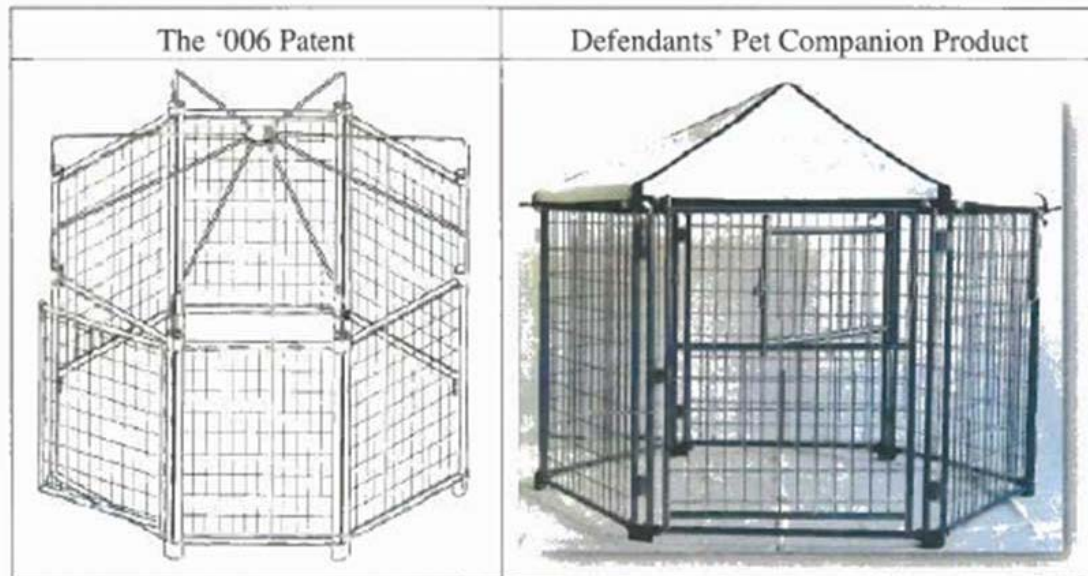 The ‘006 Patent
Defendants’ Pet Companion Product